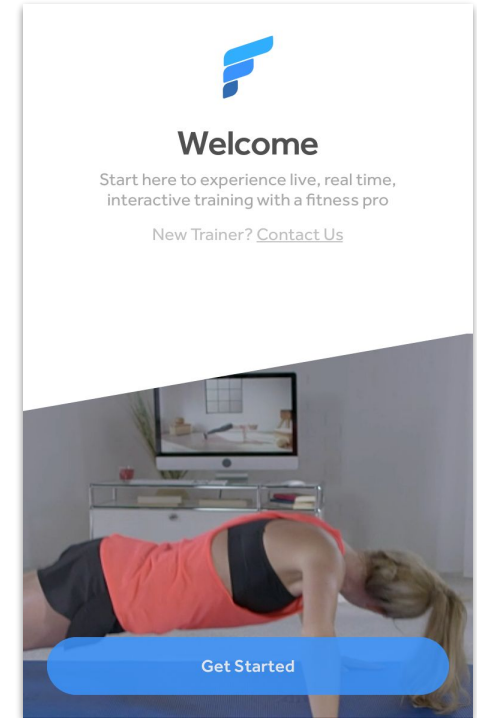 Welcome
Start here to experience live, real time,
interactive training with a fitness pro
New Trainer? Contact Us
Get Started